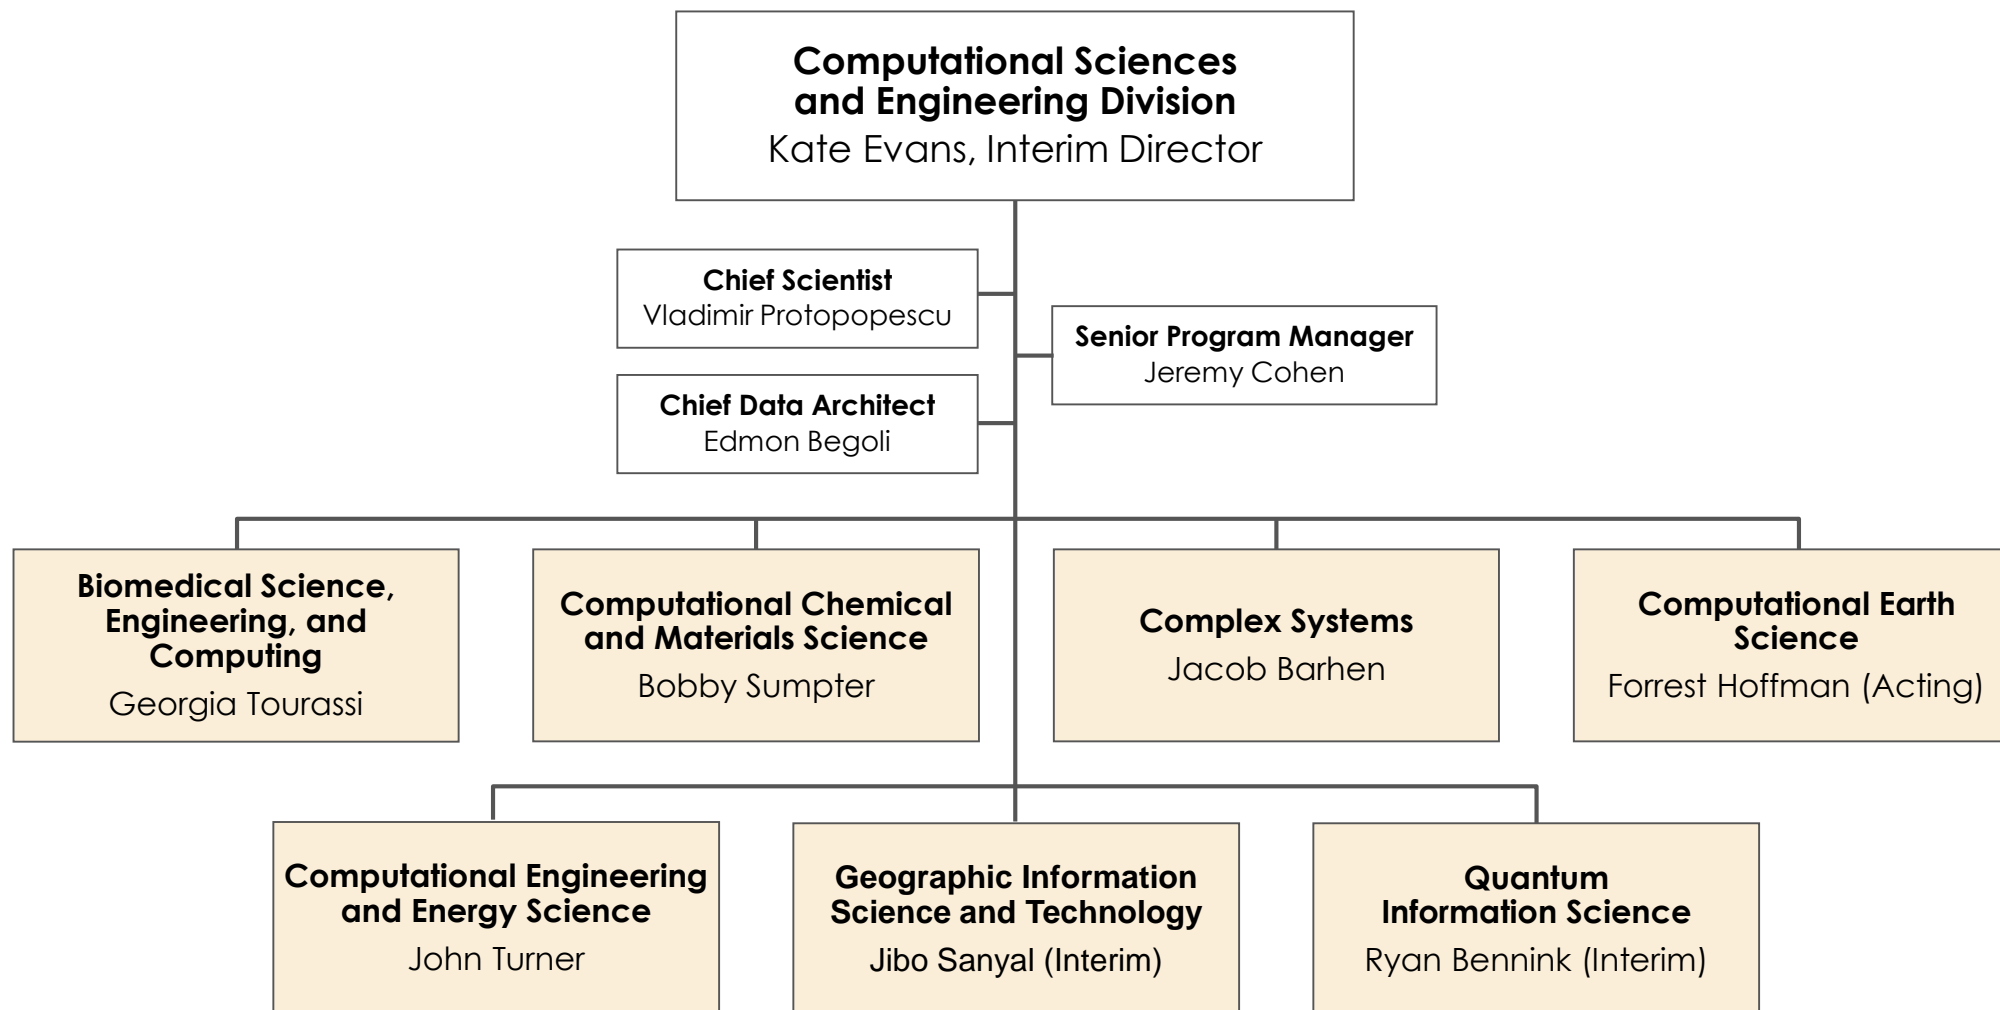 Computational Sciences
and Engineering Division
Kate Evans, Interim Director
Chief Scientist
Vladimir Protopopescu
Senior Program Manager
Jeremy Cohen
Chief Data Architect
Edmon Begoli
Biomedical Science,
Engineering, and
Computing
Georgia Tourassi
Computational Chemical
and Materials Science
Bobby Sumpter
Complex Systems
Jacob Barhen
Computational Earth
Science
Forrest Hoffman (Acting)
Computational Engineering
and Energy Science
John Turner
Geographic Information
Science and Technology
Jibo Sanyal (Interim)
Quantum
Information Science
Ryan Bennink (Interim)